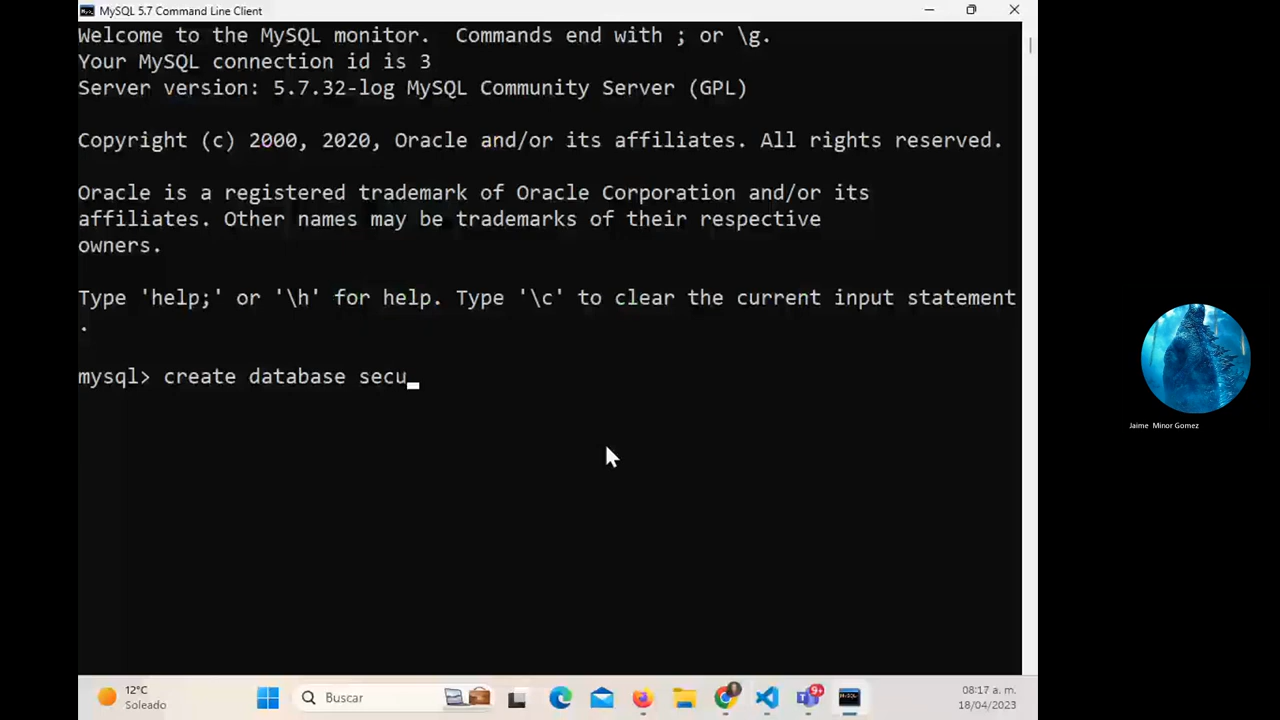 MySQL 5.7 Command Line Client
Welcome to the MySQL monitor.  Commands end with ; or \g.
Your MySQL connection id is 3
Server version: 5.7.32-log MySQL Community Server (GPL)
Copyright (c) 2000, 2020, Oracle and/or its affiliates. All rights reserved.
Oracle is a registered trademark of Oracle Corporation and/or its
affiliates. Other names may be trademarks of their respective
owners.
Type 'help;' or '\h' for help. Type '\c' to clear the current input statement
.
mysql> create database secu
Jaime Minor Gomez
12°C
Soleado
Buscar
9+
08:17 a. m.
18/04/2023